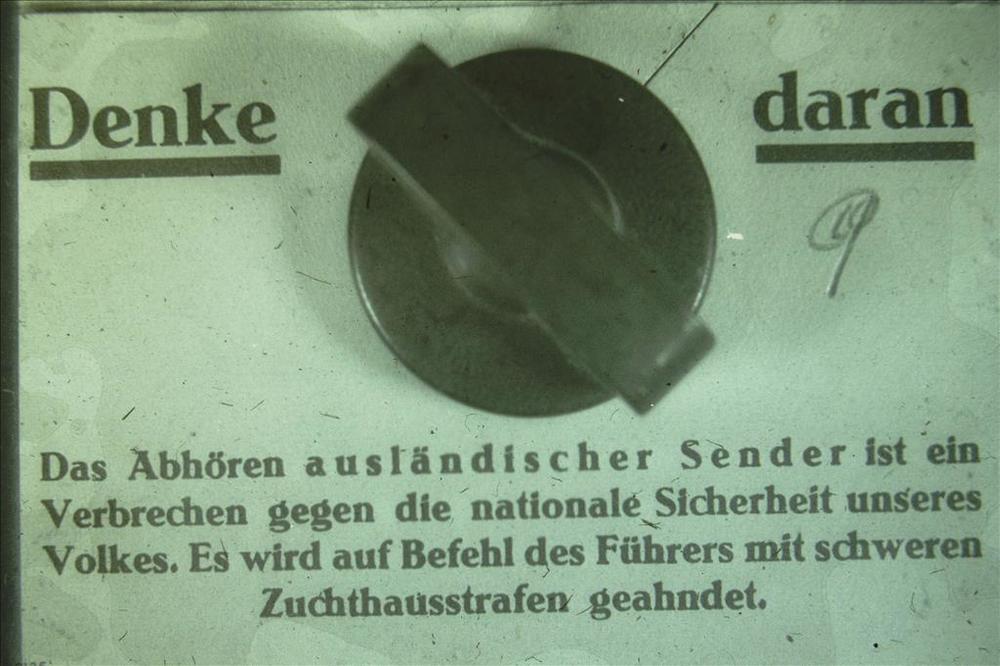 Denke daran
19
Das Abhören ausländischer Sender ist ein
Verbrechen gegen die nationale Sicherheit unseres
Volkes. Es wird auf Befehl des Führers mit schweren
Zuchthausstrafen geahndet.